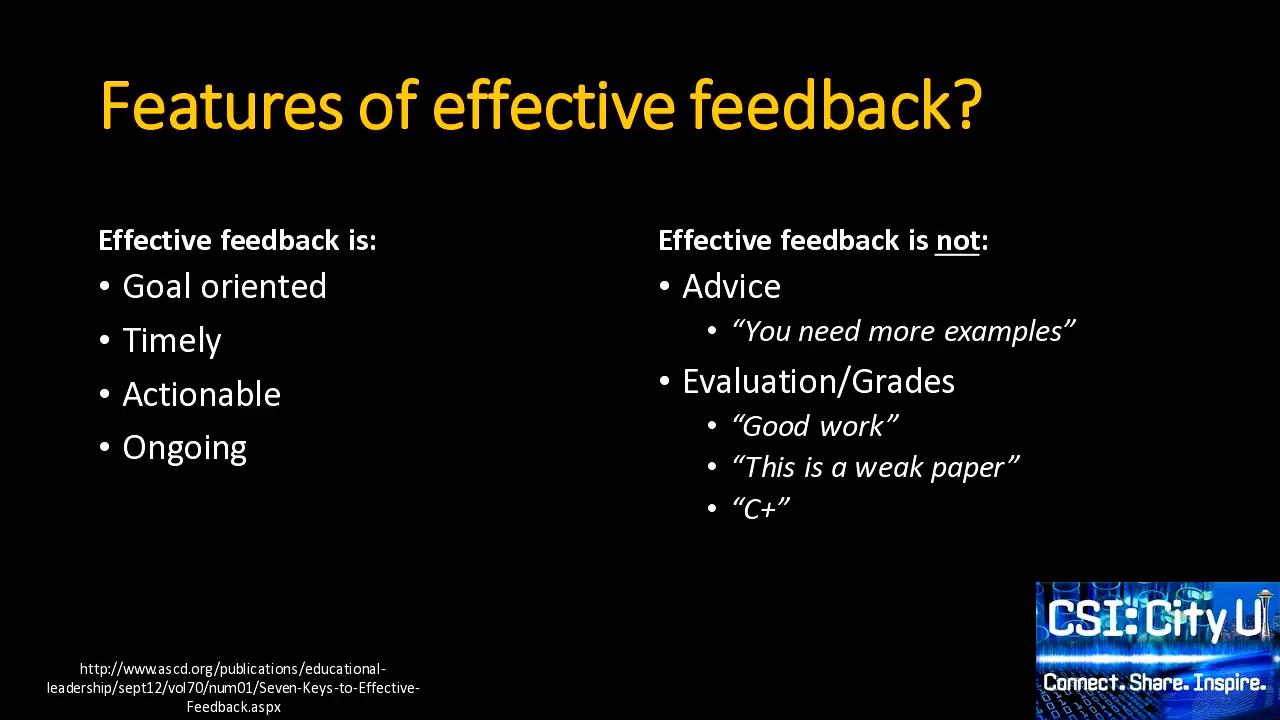 Features of effective feedback?
Effective feedback is:
• Goal oriented
• Timely
• Actionable
• Ongoing
Effective feedback is not:
• Advice
• “You need more examples”
• Evaluation/Grades
• “Good work”
• “This is a weak paper”
• “C+”
http://www.ascd.org/publications/educational-
leadership/sept12/vol70/num01/Seven-Keys-to-Effective-
Feedback.aspx
CSI: City U
Connect. Share. Inspire.